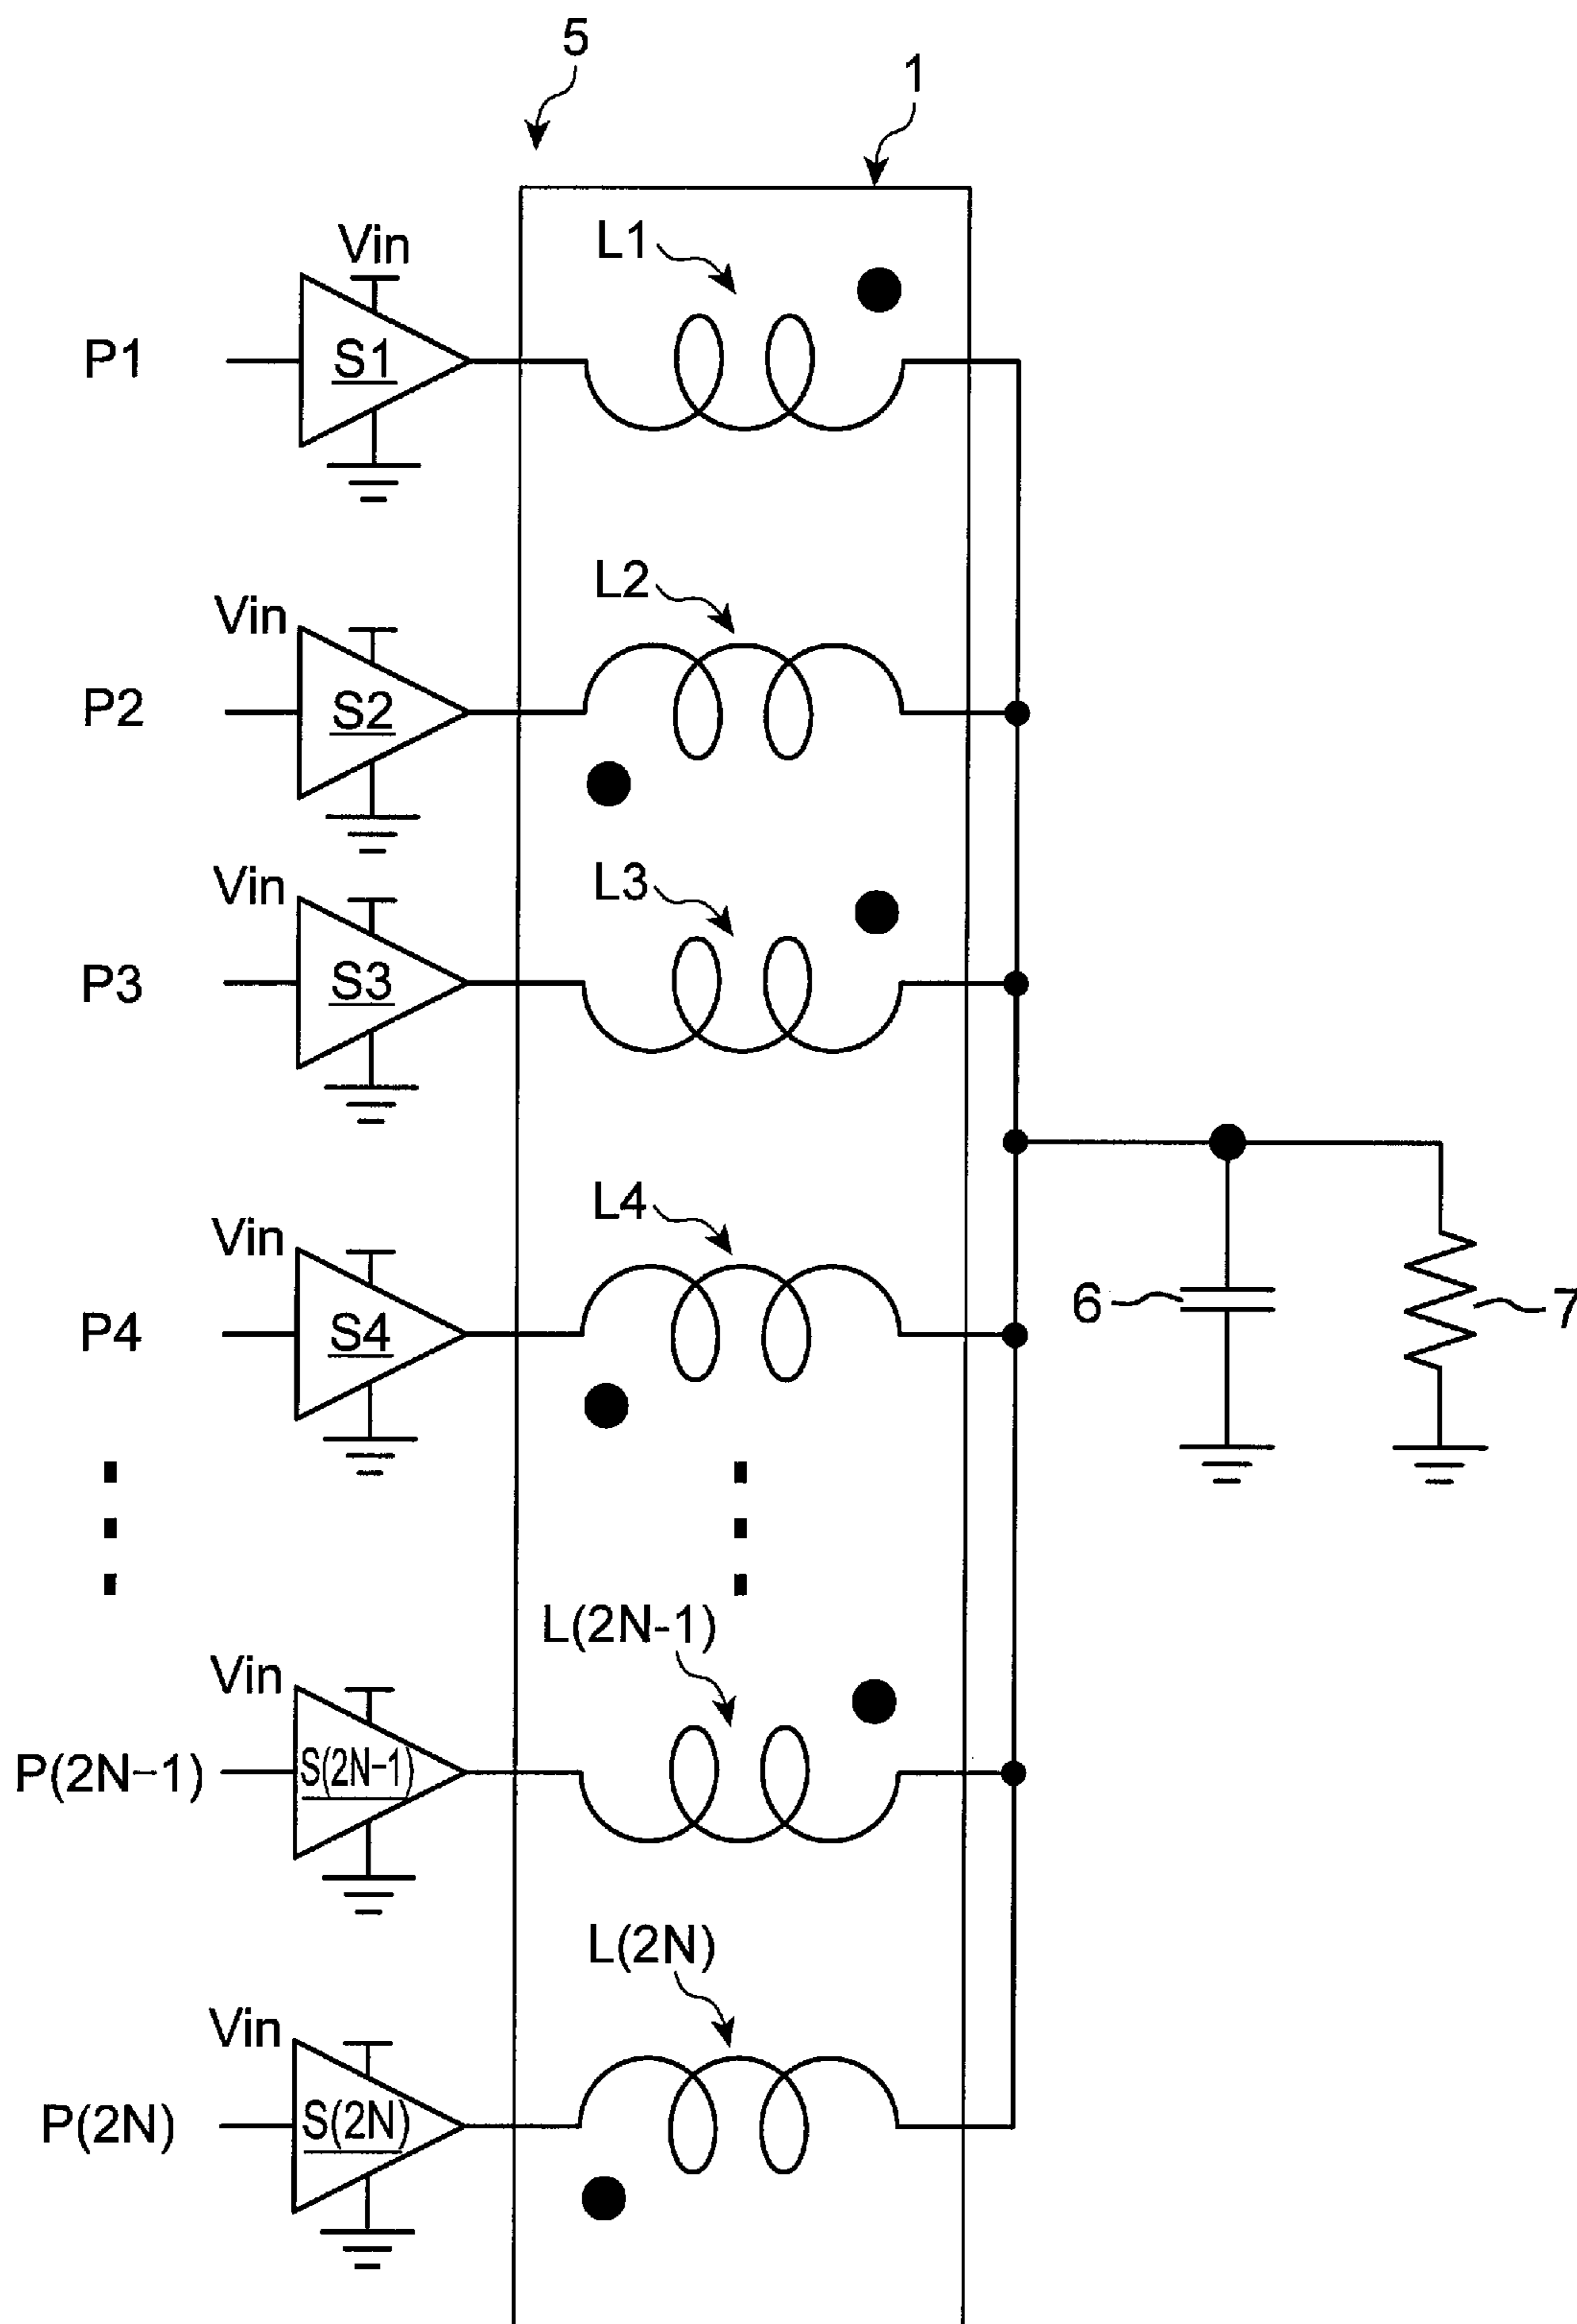 5
1
Vin
L1
P1
S1
L2
Vin
P2
S2
L3
Vin
P3
S3
L4
Vin
P4
S4
6
7
L(2N-1)
Vin
P(2N-1)
S(2N-1)
L(2N)
Vin
P(2N)
S(2N)